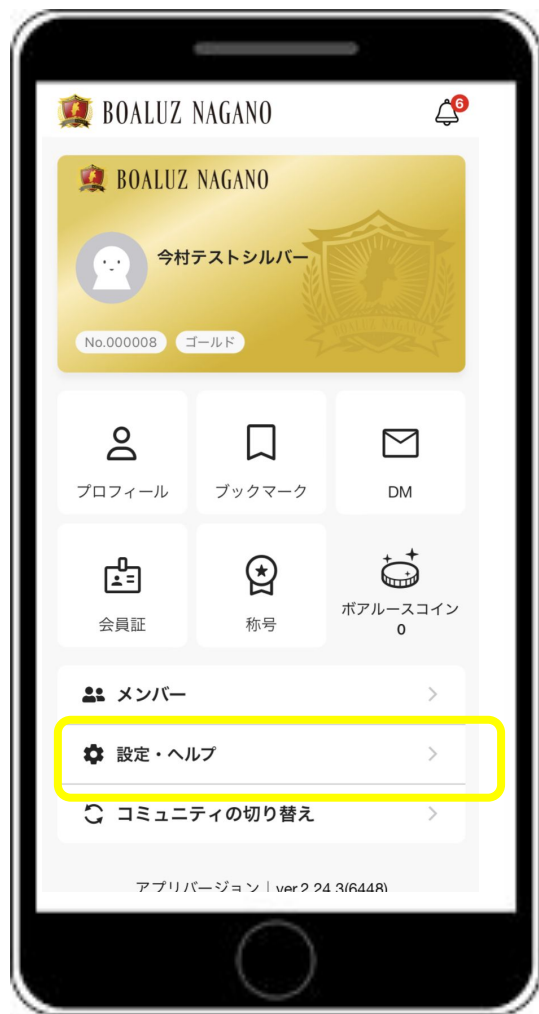 BOALUZ NAGANO
6
BOALUZ NAGANO
今村テストシルバー
BOALUZ NAGANO
No.000008
ゴールド
プロフィール
ブックマーク
DM
会員証
称号
ボアルースコイン
0
メンバー
設定・ヘルプ
コミュニティの切り替え
アプリバージョン | ver.2.24.3(6448)